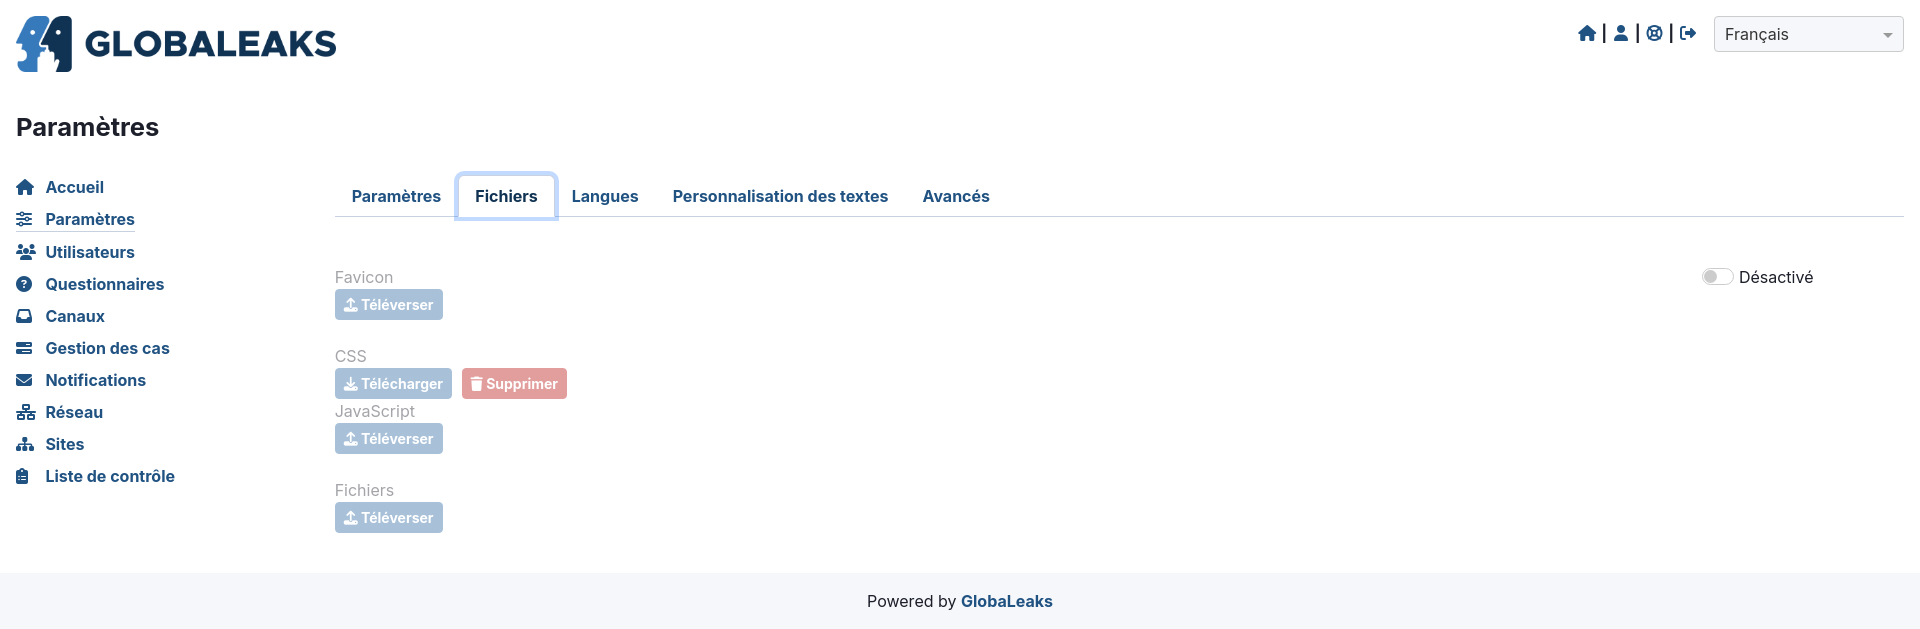 GLOBALEAKS
Français
Paramètres
Accueil
Paramètres
Utilisateurs
Questionnaires
Canaux
Gestion des cas
Notifications
Réseau
Sites
Liste de contrôle
Paramètres Fichiers Langues Personnalisation des textes Avancés
Favicon
Désactivé
Téléverser
CSS
Télécharger Supprimer
JavaScript
Téléverser
Fichiers
Téléverser
Powered by GlobaLeaks